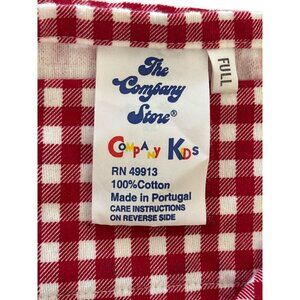 The
Company
Store®
COMPANY KIDS
RN 49913
100%Cotton
Made in Portugal
CARE INSTRUCTIONS
ON REVERSE SIDE
FULL